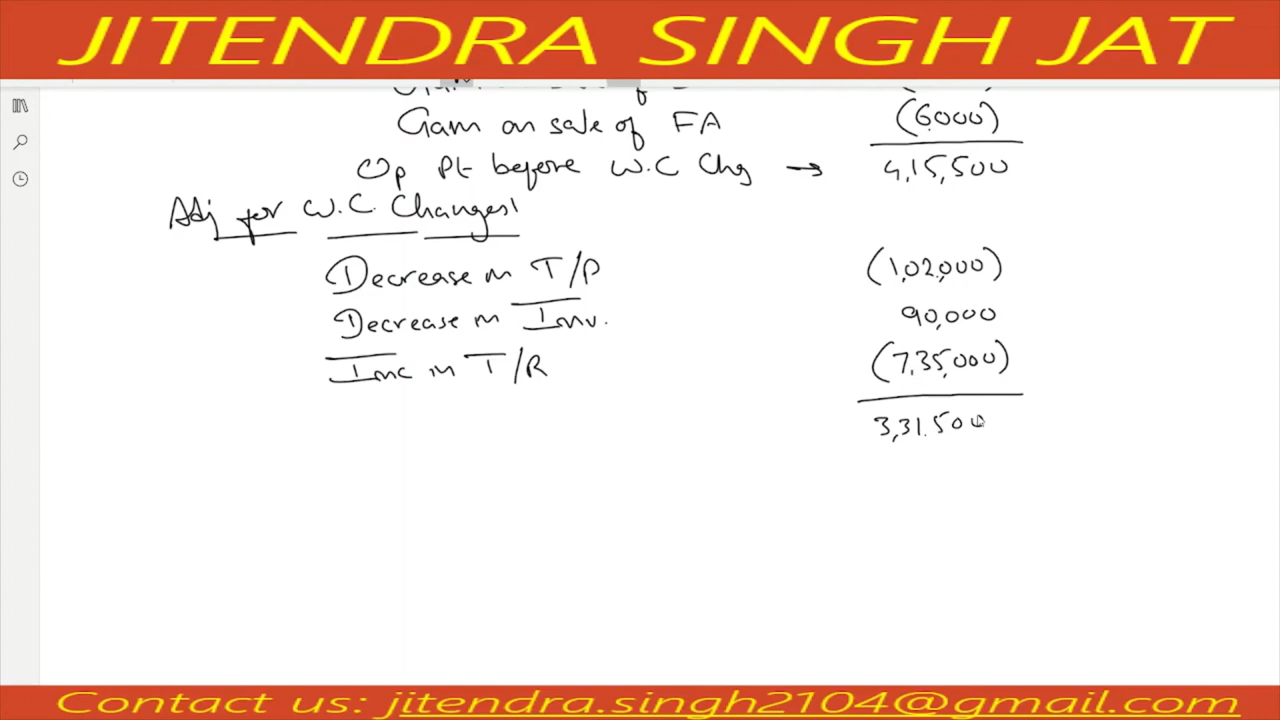 JITENDRA SINGH JAT
Gain on sale of FA (6000)
Op Pt before W.C Chg → 4,15,500
Adj for W.C. Changes
Decrease in T/P (1,02,000)
Decrease in Inv. 90,000
Inc in T/R (7,35,000)
3,31,500
Contact us: jitendra.singh2104@gmail.com